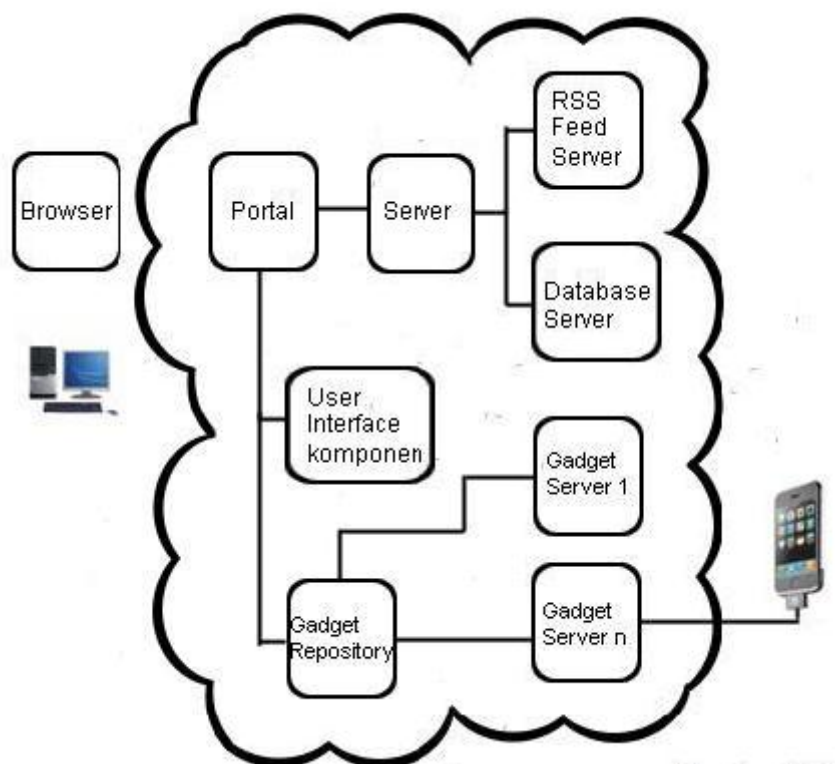 RSS
Feed
Server
Browser
Portal
Server
Database
Server
User
Interface
komponen
Gadget
Server 1
Gadget
Repository
Gadget
Server n